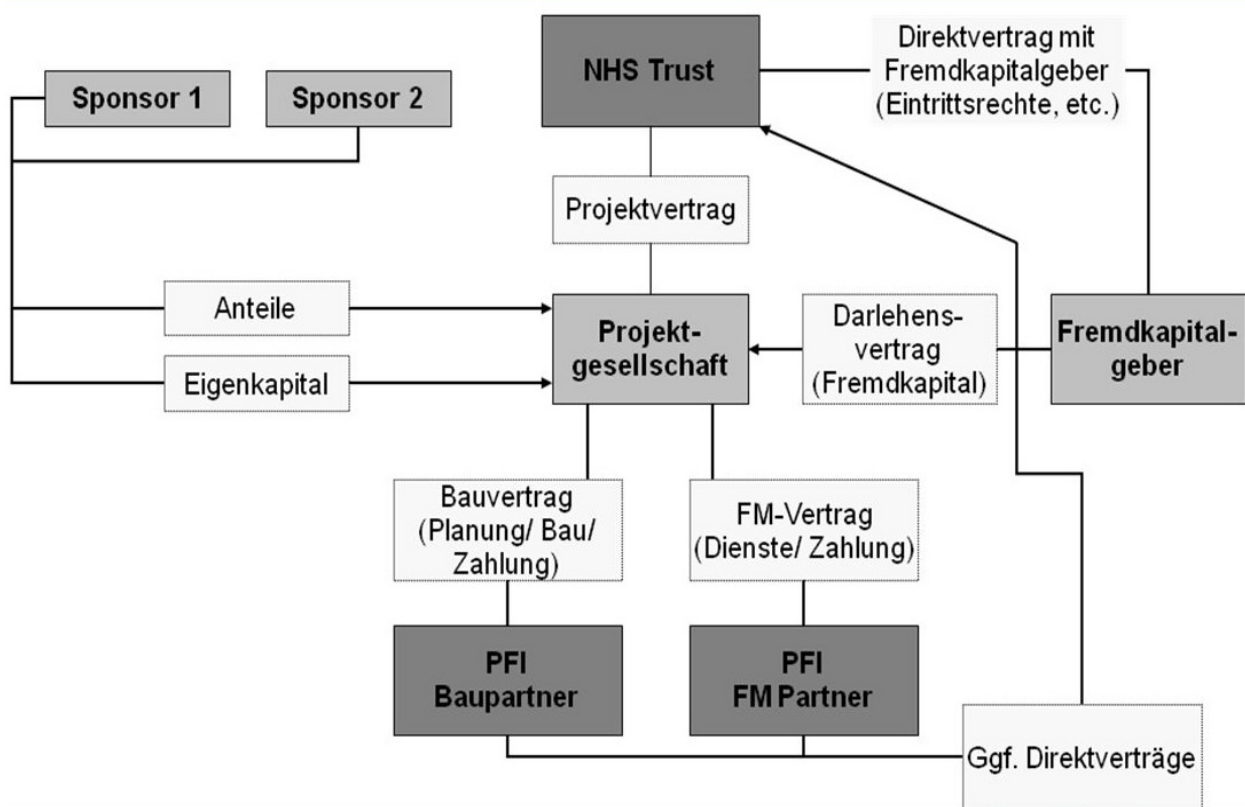 NHS Trust
Direktvertrag mit
Fremdkapitalgeber
(Eintrittsrechte, etc.)
Sponsor 1
Sponsor 2
Projektvertrag
Anteile
Eigenkapital
Projekt-
gesellschaft
Darlehens-
vertrag
(Fremdkapital)
Fremdkapital-
geber
Bauvertrag
(Planung/ Bau/
Zahlung)
FM-Vertrag
(Dienste/ Zahlung)
PFI
Baupartner
PFI
FM Partner
Ggf. Direktverträge